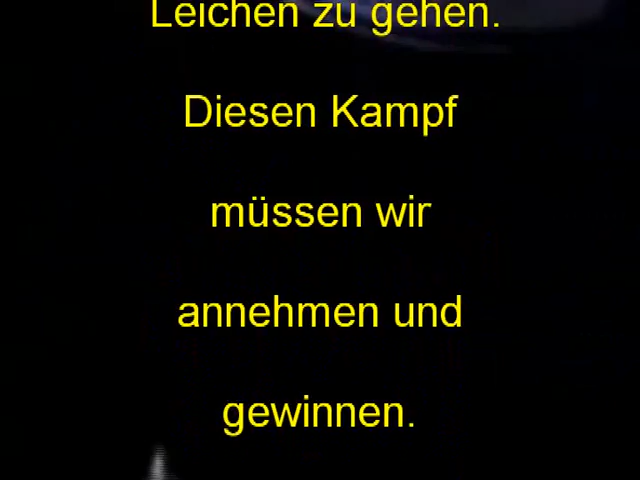 Leichen zu gehen.
Diesen Kampf
müssen wir
annehmen und
gewinnen.